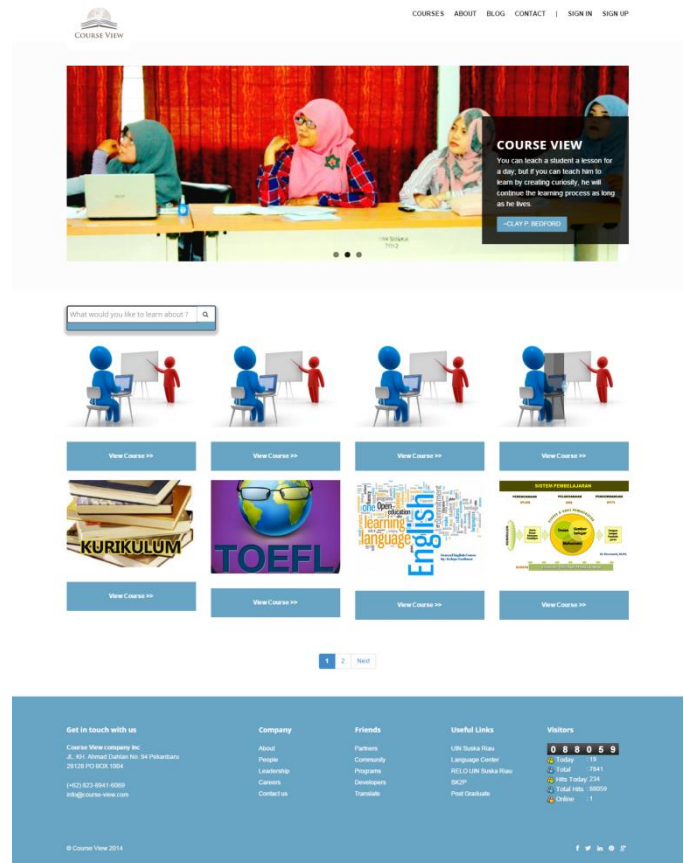 COURSE VIEW
COURSES ABOUT BLOG CONTACT | SIGN IN SIGN UP
COURSE VIEW
You can teach a student a lesson for
a day; but if you can teach him to
learn by creating curiosity, he will
continue the learning process as long
as he lives.
~CLAY P. BEDFORD
What would you like to learn about ?
View Course >>
View Course >>
View Course >>
View Course >>
KURIKULUM
TOEFL
one Open-
education
learning
language
English
SISTEM PEMBELAJARAN
View Course >>
View Course >>
View Course >>
View Course >>
1 2 Next
Get in touch with us
Course View company Inc
JL. KH. Ahmad Dahlan No. 94 Pekanbaru
28128 PO BOX 1004
(+62) 823-8941-6069
info@course-view.com
Company
About
People
Leadership
Careers
Contact us
Friends
Partners
Community
Programs
Developers
Translate
Useful Links
UIN Suska Riau
Language Center
RELO UIN Suska Riau
Post Graduate
Visitors
088059
Today : 19
Total : 7841
Hits Today: 234
Total Hits : 88059
Online : 1
© Course View 2014